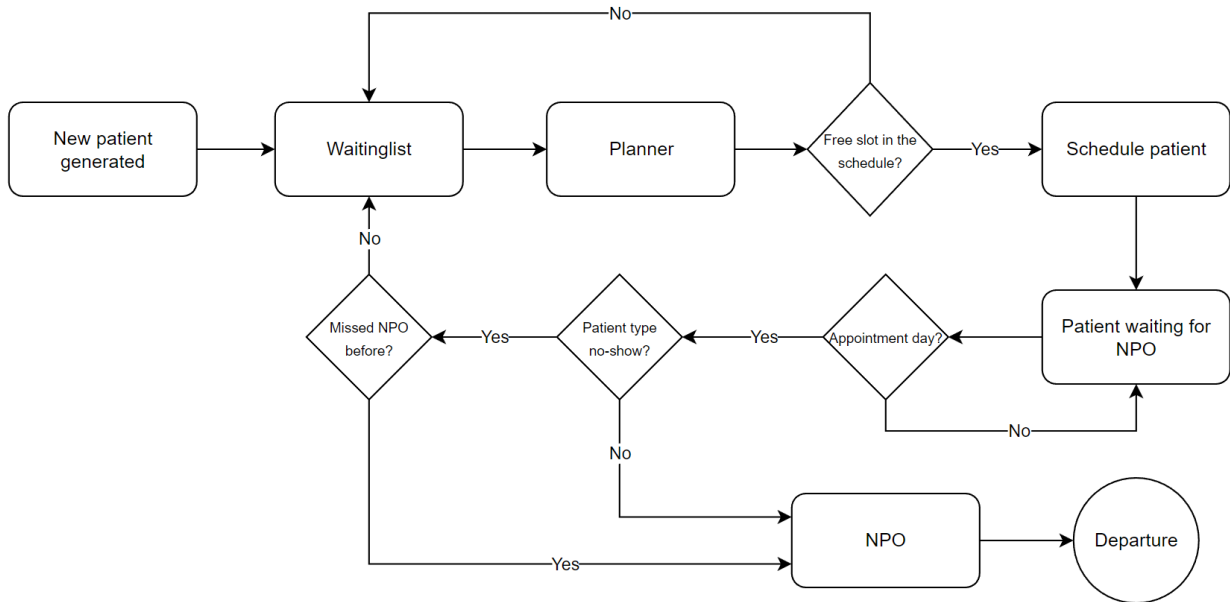 No
New patient
generated
Waitinglist
Planner
Free slot in the
schedule?
Yes
Schedule patient
No
Missed NPO
before?
Yes
Patient type
no-show?
Yes
Appointment day?
Patient waiting for
NPO
No
No
NPO
Departure
Yes